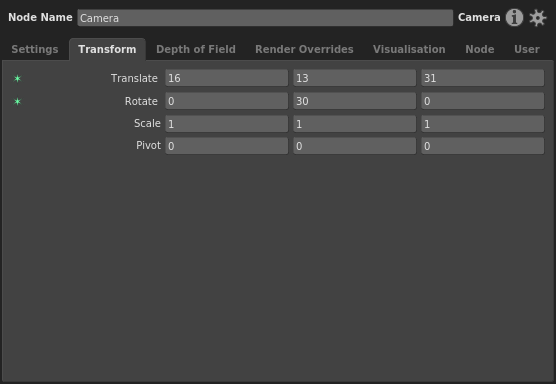 Node Name Camera Camera
Settings Transform Depth of Field Render Overrides Visualisation Node User
Translate 16 13 31
Rotate 0 30 0
Scale 1 1 1
Pivot 0 0 0